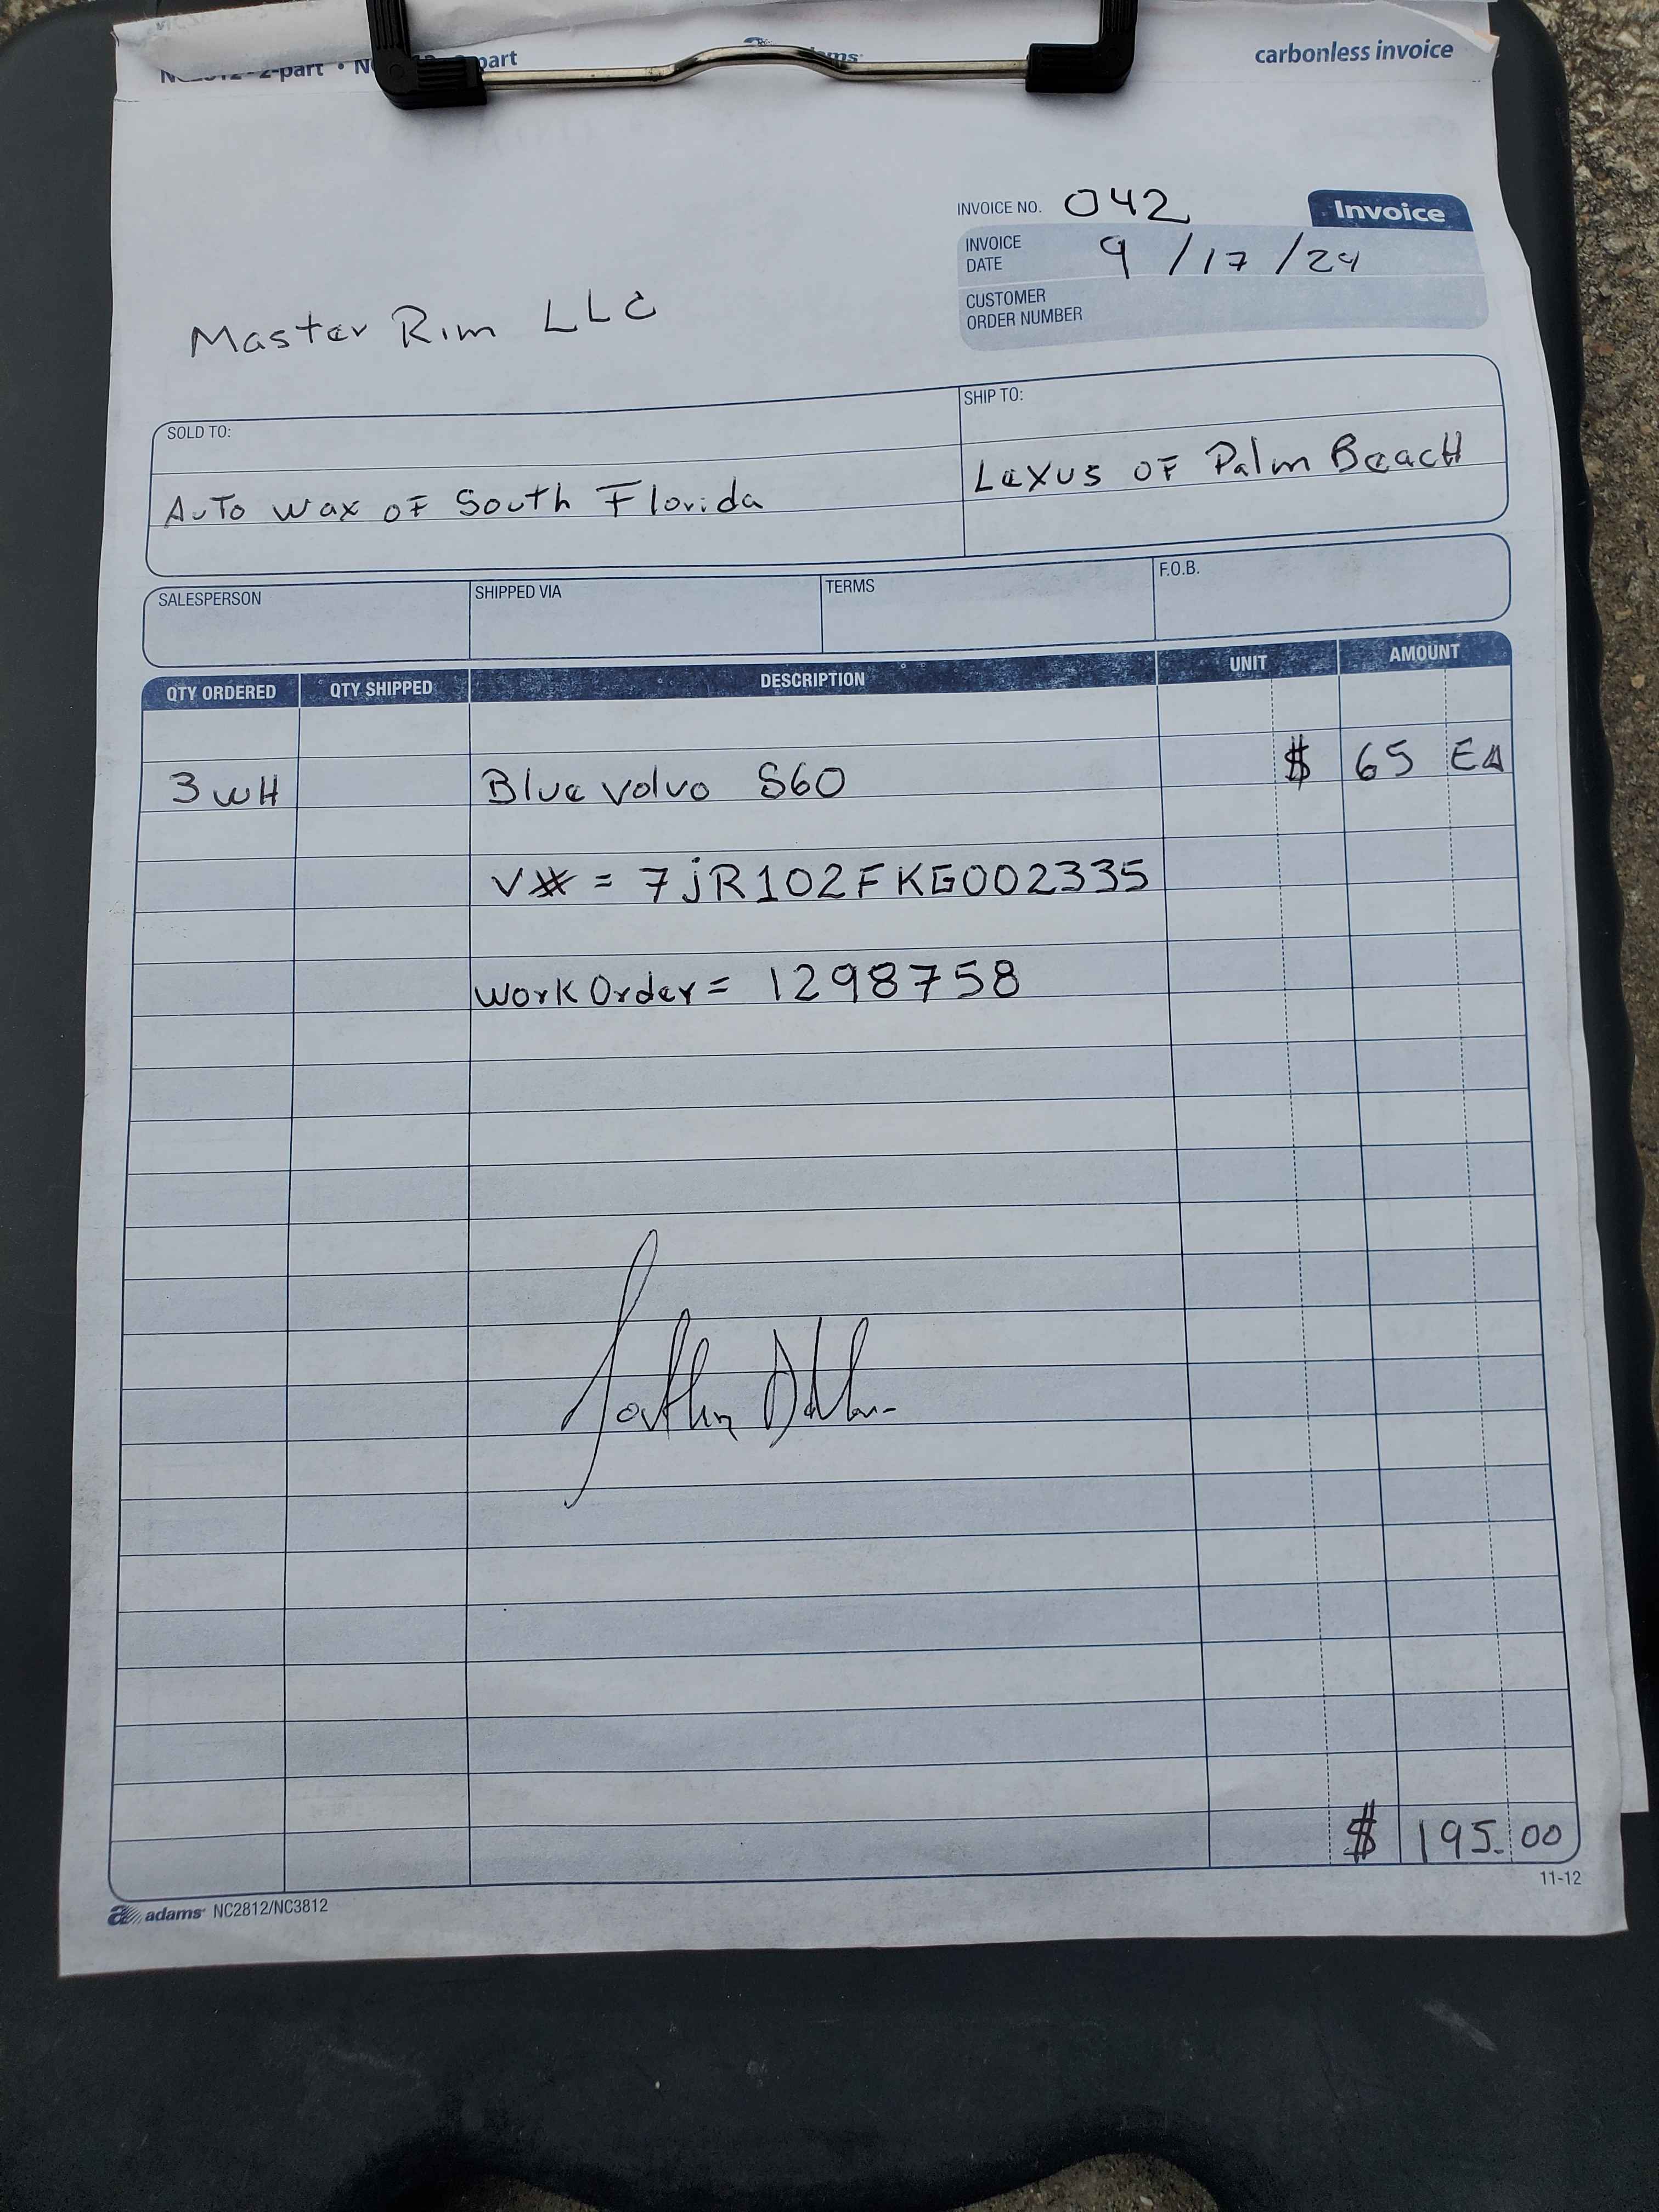 carbonless invoice
INVOICE NO. 042
Invoice
INVOICE DATE 9/17/24
CUSTOMER ORDER NUMBER
Master Rim LLC
SOLD TO:
Auto wax of South Florida
SHIP TO:
Lexus of Palm Beach
SALESPERSON SHIPPED VIA TERMS F.O.B.
QTY ORDERED QTY SHIPPED DESCRIPTION UNIT AMOUNT
3 WH Blue Volvo S60 $ 65 EA
V# = 7jR102FKG002335
Work Order = 1298758
$ 195.00
11-12
adams NC2812/NC3812